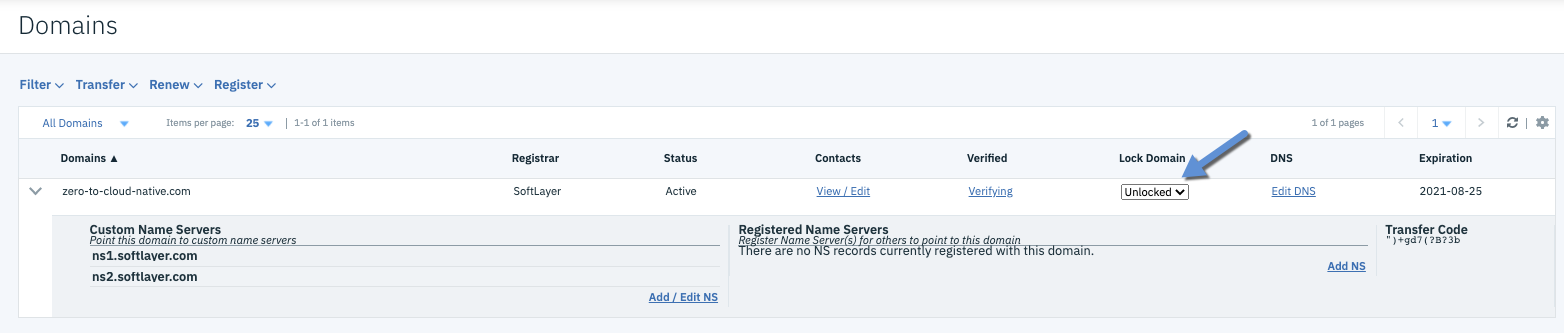 Domains
Filter Transfer Renew Register
All Domains Items per page: 25 | 1-1 of 1 items 1 of 1 pages 1 |
Domains ▲ Registrar Status Contacts Verified Lock Domain DNS Expiration
zero-to-cloud-native.com SoftLayer Active View / Edit Verifying Unlocked Edit DNS 2021-08-25
Custom Name Servers Registered Name Servers Transfer Code
Point this domain to custom name servers Register Name Server(s) for others to point to this domain ")+gd7(?B?3b
There are no NS records currently registered with this domain.
ns1.softlayer.com
Add NS
ns2.softlayer.com
Add / Edit NS